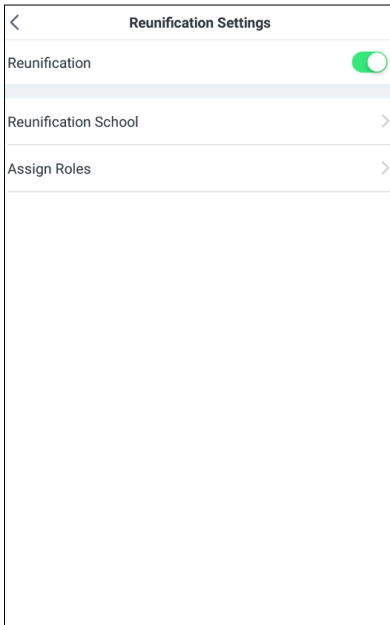 Reunification Settings
Reunification
Reunification School
Assign Roles